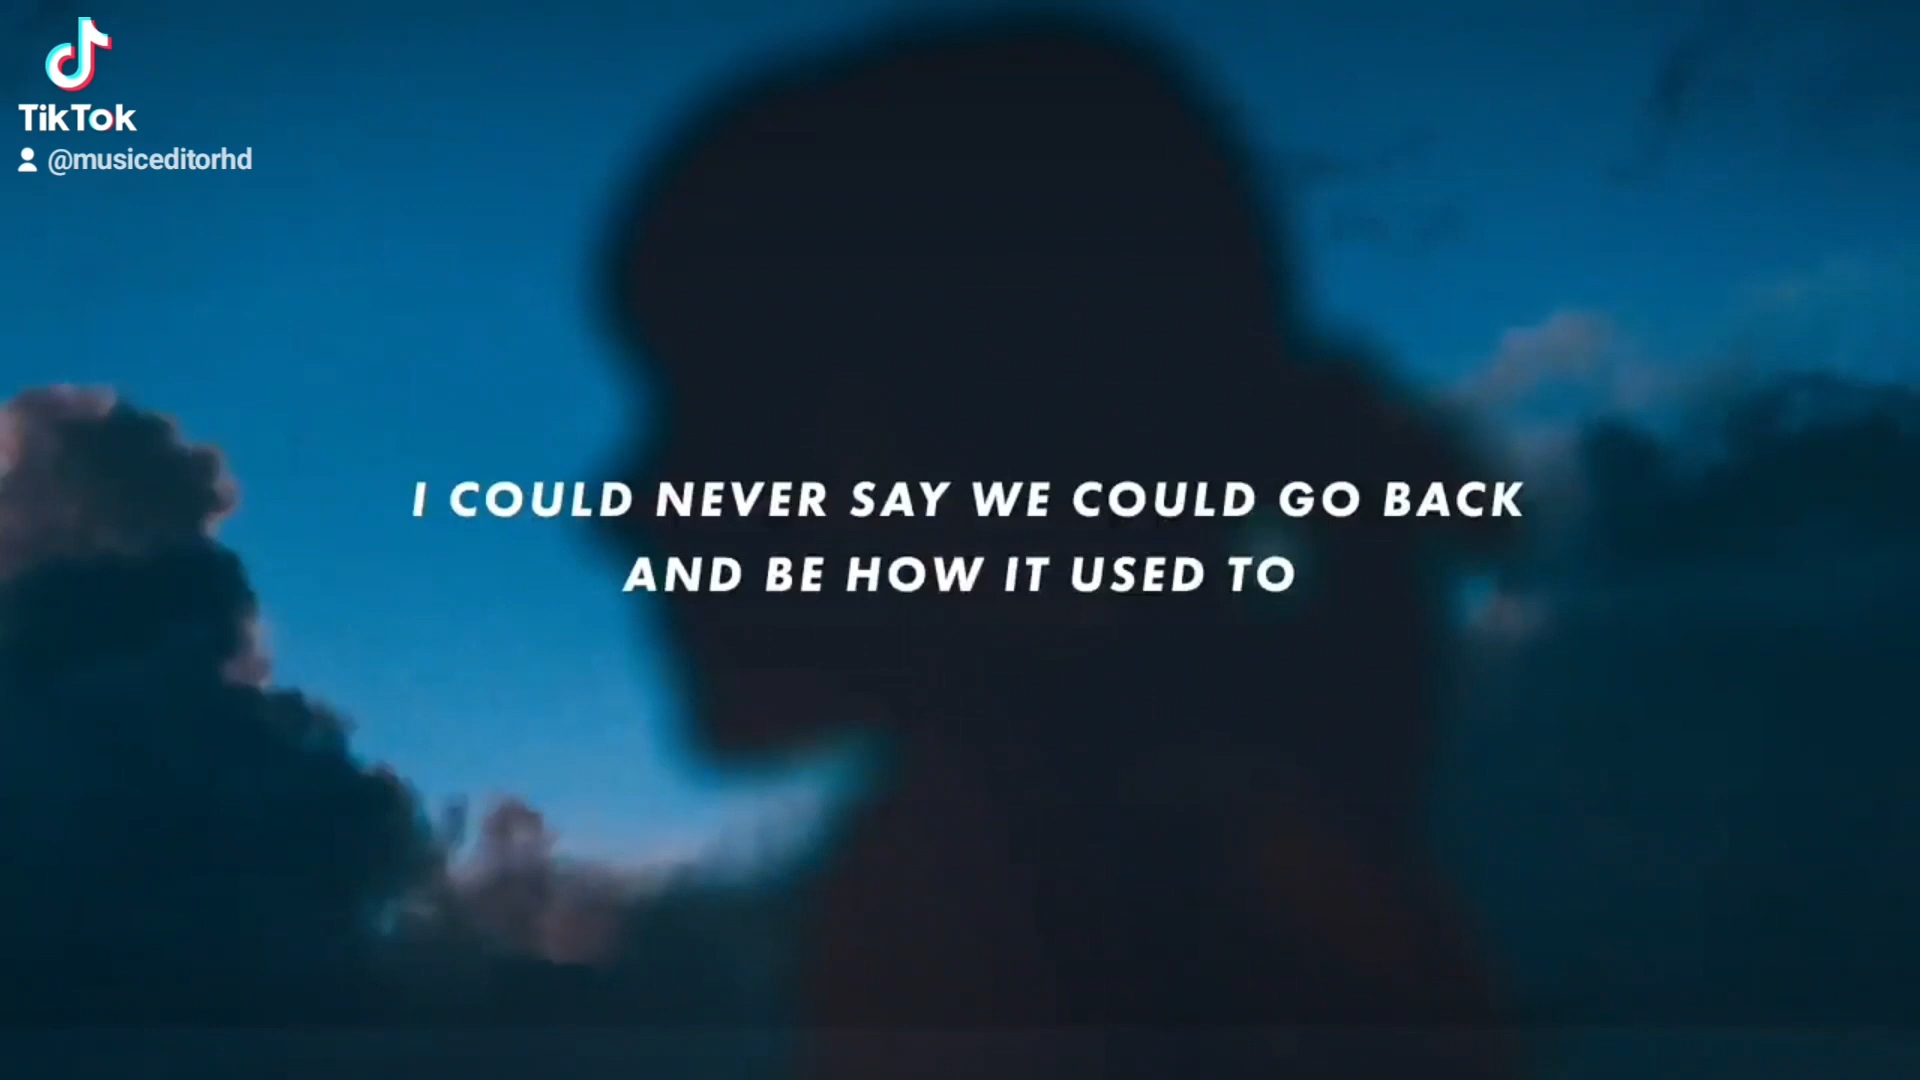 TikTok
@musiceditorhd
I COULD NEVER SAY WE COULD GO BACK
AND BE HOW IT USED TO